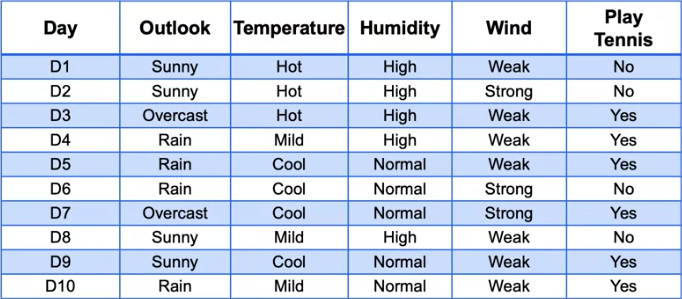 Day Outlook Temperature Humidity Wind Play Tennis
D1 Sunny Hot High Weak No
D2 Sunny Hot High Strong No
D3 Overcast Hot High Weak Yes
D4 Rain Mild High Weak Yes
D5 Rain Cool Normal Weak Yes
D6 Rain Cool Normal Strong No
D7 Overcast Cool Normal Strong Yes
D8 Sunny Mild High Weak No
D9 Sunny Cool Normal Weak Yes
D10 Rain Mild Normal Weak Yes